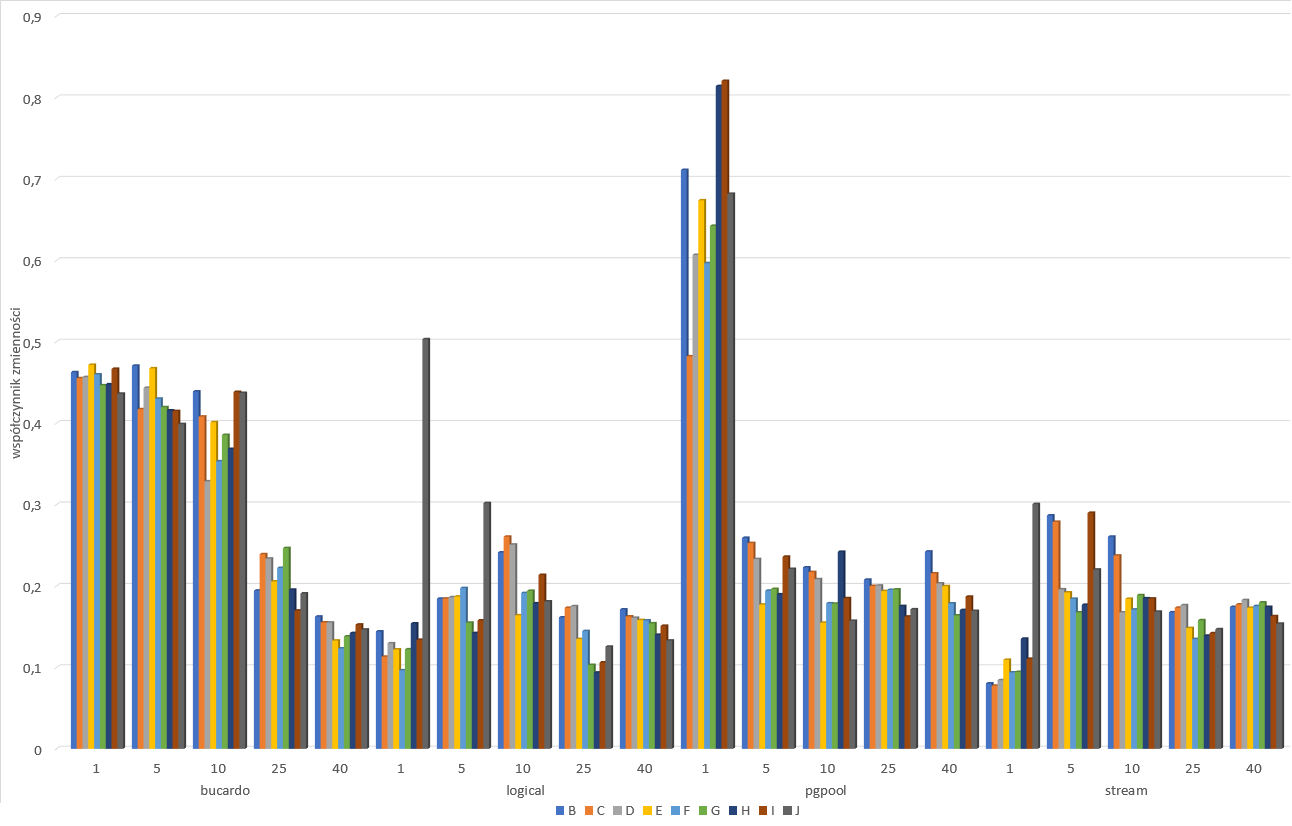 0,9
0,8
0,7
0,6
0,5
0,4
0,3
0,2
0,1
0
współczynnik zmienności
1 5 10 25 40 1 5 10 25 40 1 5 10 25 40 1 5 10 25 40
bucardo logical pgpool stream
B C D E F G H I J